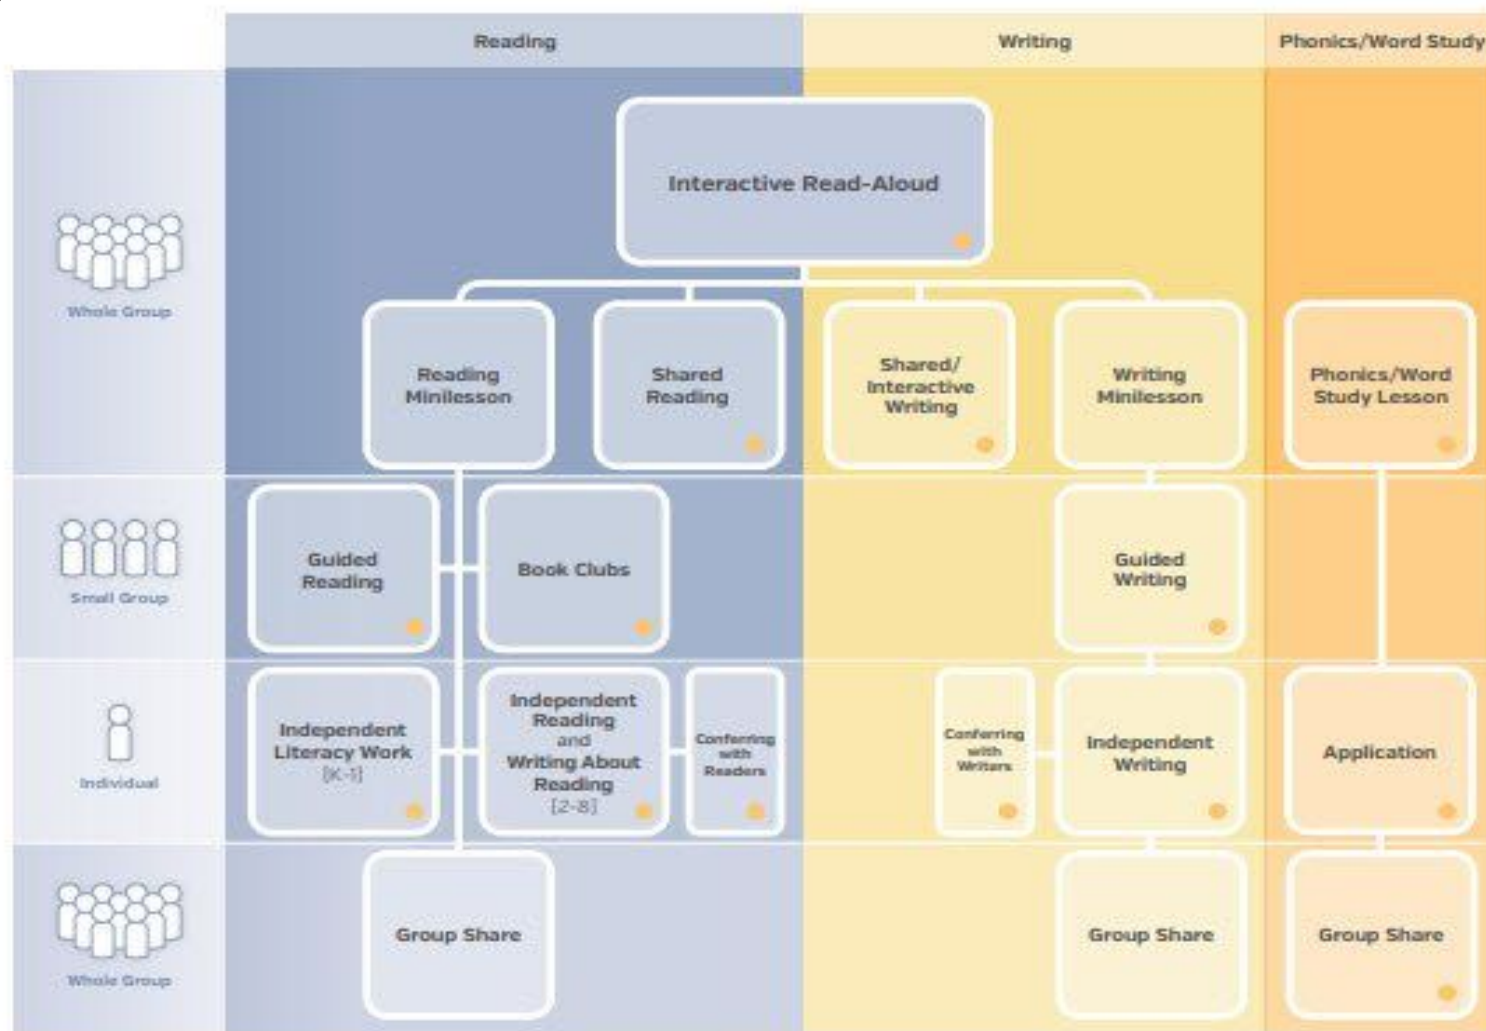 Reading
Writing
Phonics/Word Study
Interactive Read-Aloud
Whole Group
Reading
Minilesson
Shared
Reading
Shared/
Interactive
Writing
Writing
Minilesson
Phonics/Word
Study Lesson
Small Group
Guided
Reading
Book Clubs
Guided
Writing
Individual
Independent
Literacy Work
[K-1]
Independent
Reading
and
Writing About
Reading
[2-8]
Conferring
with
Readers
Conferring
with
Writers
Independent
Writing
Application
Whole Group
Group Share
Group Share
Group Share